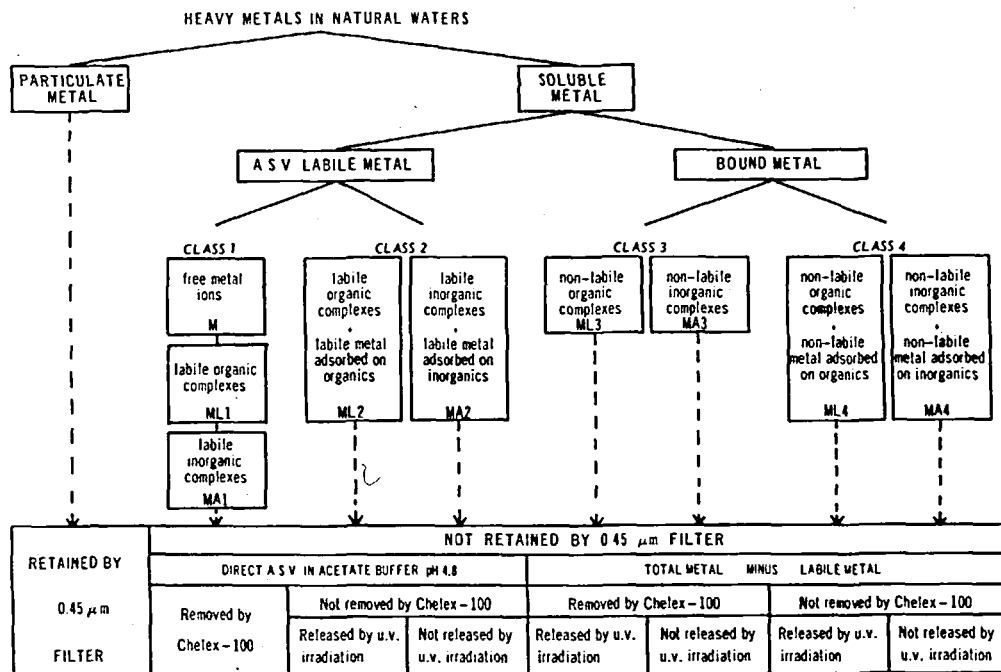 HEAVY METALS IN NATURAL WATERS
PARTICULATE
METAL
SOLUBLE
METAL
A S V LABILE METAL
BOUND METAL
CLASS 1
free metal
ions
M
labile organic
complexes
ML1
labile
inorganic
complexes
MA1
CLASS 2
labile
organic
complexes
+
labile metal
adsorbed on
organics
ML2
labile
inorganic
complexes
+
labile metal
adsorbed on
inorganics
MA2
CLASS 3
non-labile
organic
complexes
ML3
non-labile
inorganic
complexes
MA3
CLASS 4
non-labile
organic
complexes
+
non-labile
metal adsorbed
on organics
ML4
non-labile
inorganic
complexes
+
non-labile
metal adsorbed
on inorganics
MA4
RETAINED BY
0.45 µm
FILTER
NOT RETAINED BY 0.45 µm FILTER
DIRECT A.S.V. IN ACETATE BUFFER pH 4.8
TOTAL METAL MINUS LABILE METAL
Removed by
Chelex-100
Not removed by Chelex-100
Removed by Chelex-100
Not removed by Chelex-100
Released by u.v.
irradiation
Not released by
u.v. irradiation
Released by u.v.
irradiation
Not released by
u.v. irradiation
Released by u.v.
irradiation
Not released by
u.v. irradiation